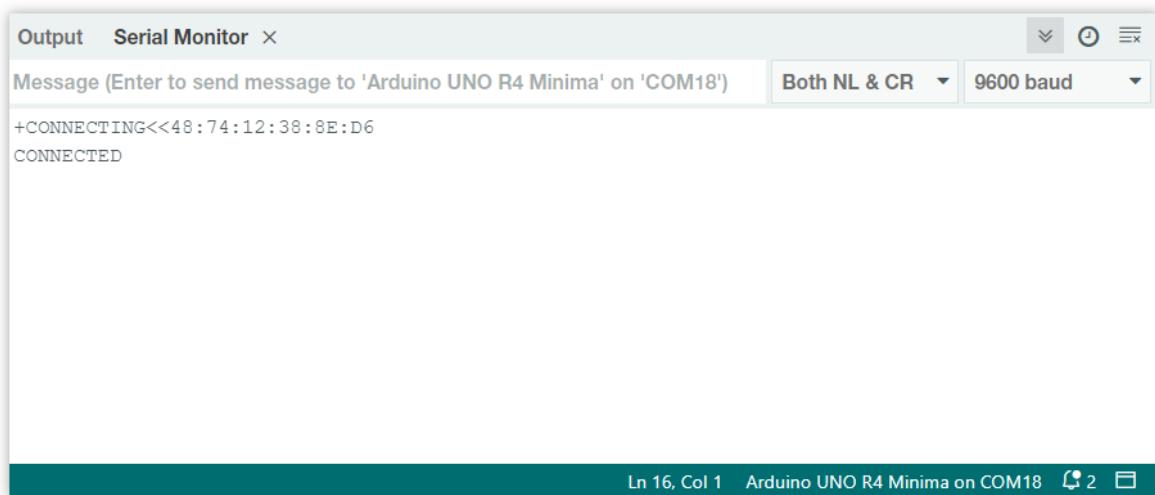 Output Serial Monitor ×
Message (Enter to send message to 'Arduino UNO R4 Minima' on 'COM18') Both NL & CR 9600 baud
+CONNECTING<<48:74:12:38:8E:D6
CONNECTED
Ln 16, Col 1 Arduino UNO R4 Minima on COM18 2